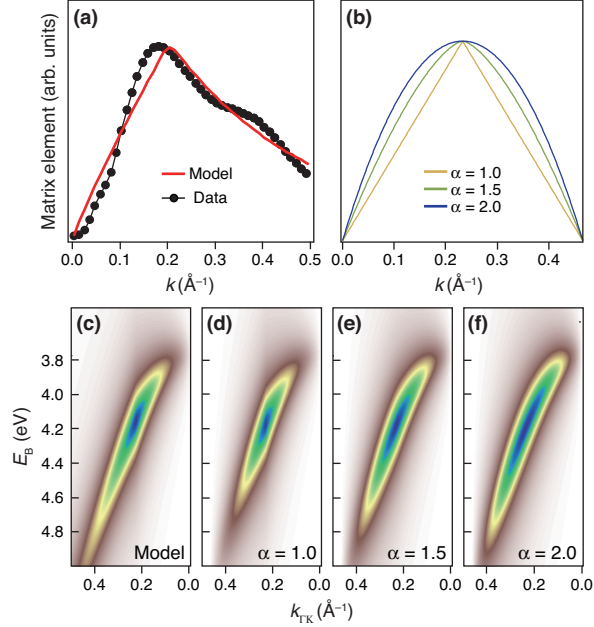 (a)
Matrix element (arb. units)
Model
Data
0.0 0.1 0.2 0.3 0.4 0.5
k (Å⁻¹)
(b)
α = 1.0
α = 1.5
α = 2.0
0.0 0.1 0.2 0.3 0.4
k (Å⁻¹)
(c) (d) (e) (f)
3.8
4.0
4.2
4.4
4.6
4.8
E_B (eV)
Model α = 1.0 α = 1.5 α = 2.0
0.4 0.2 0.0 0.4 0.2 0.0 0.4 0.2 0.0 0.4 0.2 0.0
k_ΓK (Å⁻¹)